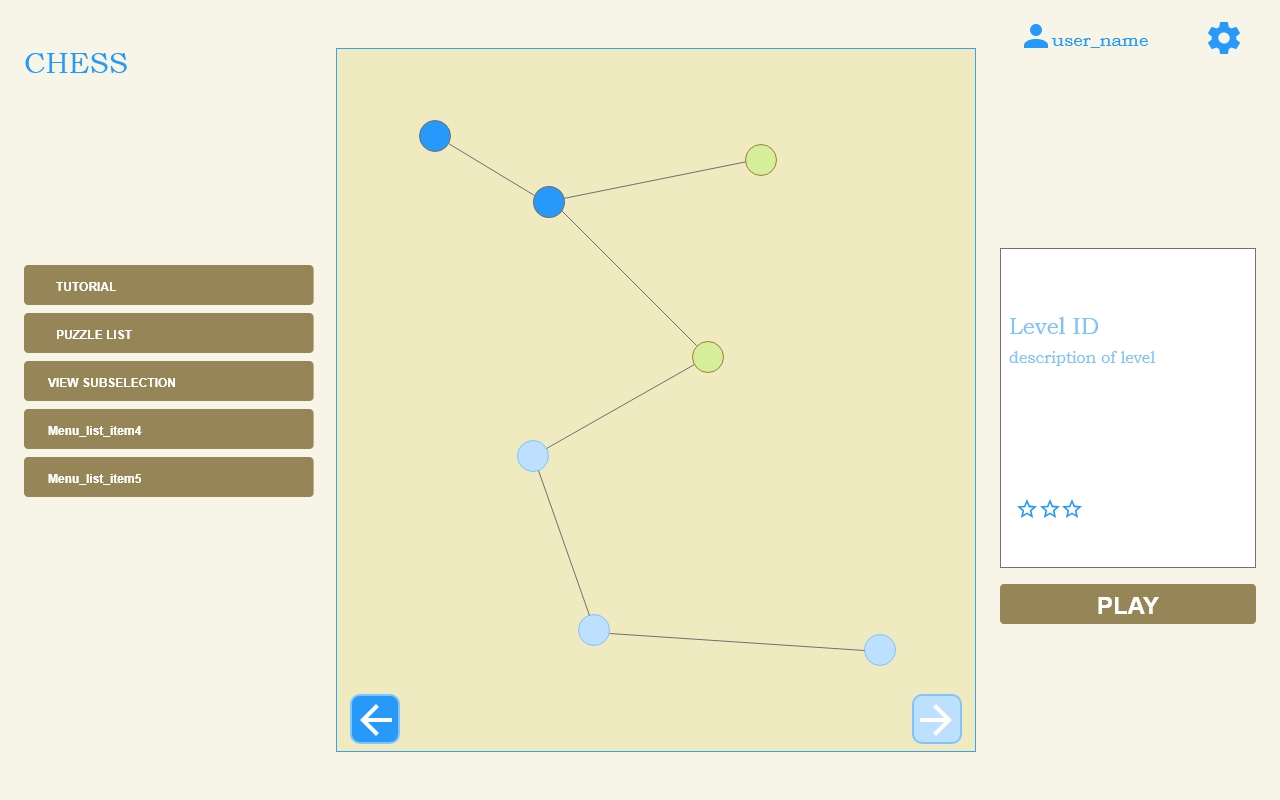 CHESS
user_name
TUTORIAL
PUZZLE LIST
VIEW SUBSELECTION
Menu_list_item4
Menu_list_item5
Level ID
description of level
PLAY